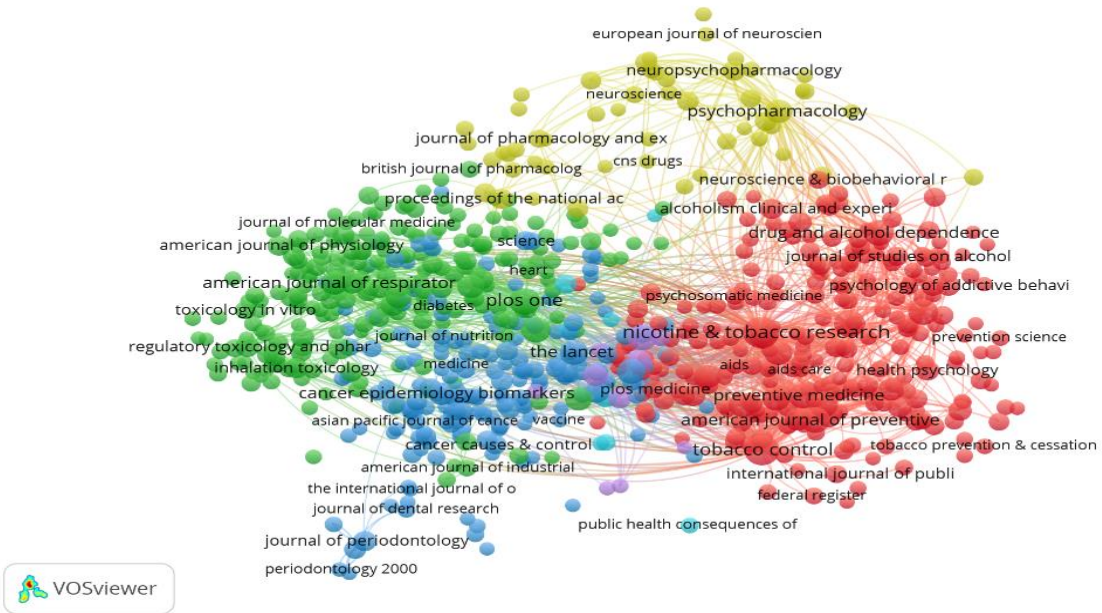 european journal of neuroscien
neuropsychopharmacology
neuroscience
psychopharmacology
journal of pharmacology and ex
cns drugs
british journal of pharmacolog
neuroscience & biobehavioral r
proceedings of the national ac
alcoholism clinical and experi
journal of molecular medicine
drug and alcohol dependence
science
american journal of physiology
journal of studies on alcohol
heart
american journal of respirator
psychology of addictive behavi
psychosomatic medicine
plos one
diabetes
toxicology in vitro
nicotine & tobacco research
journal of nutrition
prevention science
regulatory toxicology and phar
the lancet
medicine
aids
aids care
inhalation toxicology
health psychology
plos medicine
cancer epidemiology biomarkers
preventive medicine
asian pacific journal of cance
vaccine
american journal of preventive
cancer causes & control
tobacco control
tobacco prevention & cessation
american journal of industrial
international journal of publi
the international journal of o
federal register
journal of dental research
public health consequences of
journal of periodontology
periodontology 2000
VOSviewer